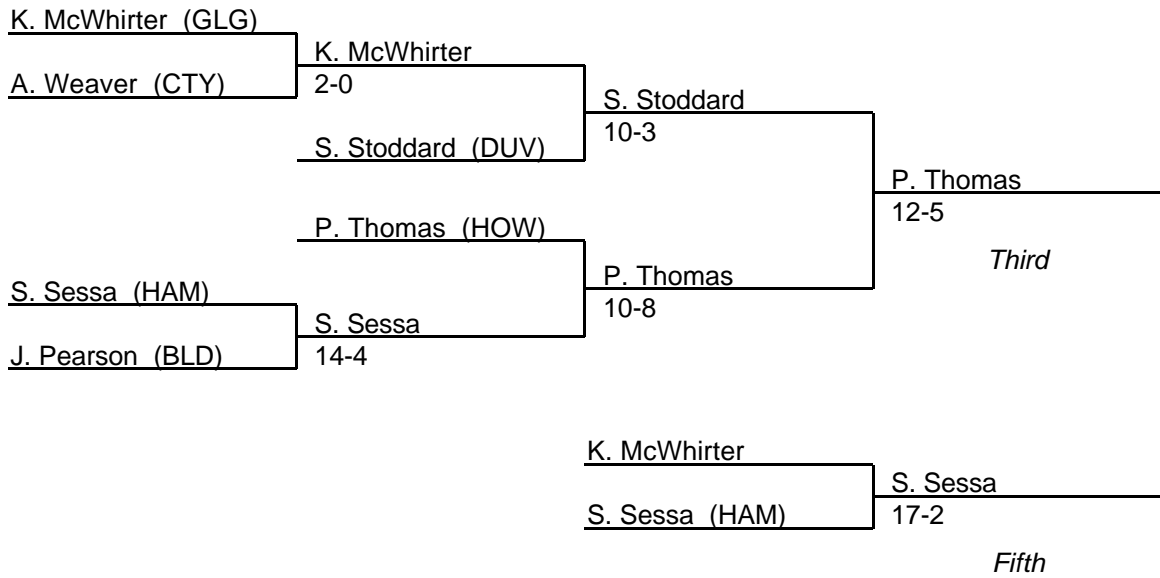 K. McWhirter (GLG)
K. McWhirter
A. Weaver (CTY)
2-0
S. Stoddard
10-3
S. Stoddard (DUV)
P. Thomas
12-5
P. Thomas (HOW)
Third
P. Thomas
S. Sessa (HAM)
10-8
S. Sessa
J. Pearson (BLD)
14-4
K. McWhirter
S. Sessa
S. Sessa (HAM)
17-2
Fifth